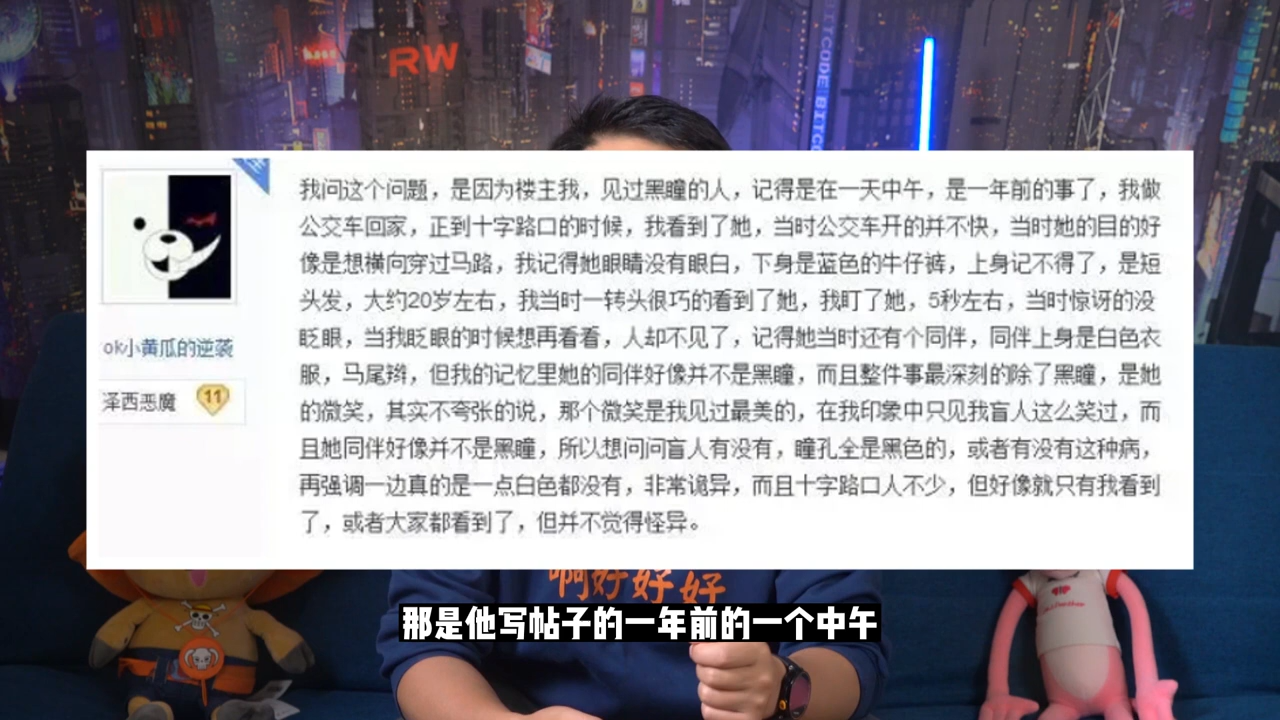 RW
BITCODE BITCO
我问这个问题，是因为楼主我，见过黑瞳的人，记得是在一天中午，是一年前的事了，我做
公交车回家，正到十字路口的时候，我看到了她，当时公交车开的并不快，当时她的目的好
像是想横向穿过马路，我记得她眼睛没有眼白，下身是蓝色的牛仔裤，上身记不得了，是短
头发，大约20岁左右，我当时一转头很巧的看到了她，我盯了她，5秒左右，当时惊讶的没
眨眼，当我眨眼的时候想再看看，人却不见了，记得她当时还有个同伴，同伴上身是白色衣
服，马尾辫，但我的记忆里她的同伴好像并不是黑瞳，而且整件事最深刻的除了黑瞳，是她
的微笑，其实不夸张的说，那个微笑是我见过最美的，在我印象中只见我盲人这么笑过，而
且她同伴好像并不是黑瞳，所以想问问盲人有没有，瞳孔全是黑色的，或者有没有这种病，
再强调一边真的是一点白色都没有，非常诡异，而且十字路口人不少，但好像就只有我看到
了，或者大家都看到了，但并不觉得怪异。
ok小黄瓜的逆袭
泽西恶魔 11
啊好好好
那是他写帖子的一年前的一个中午